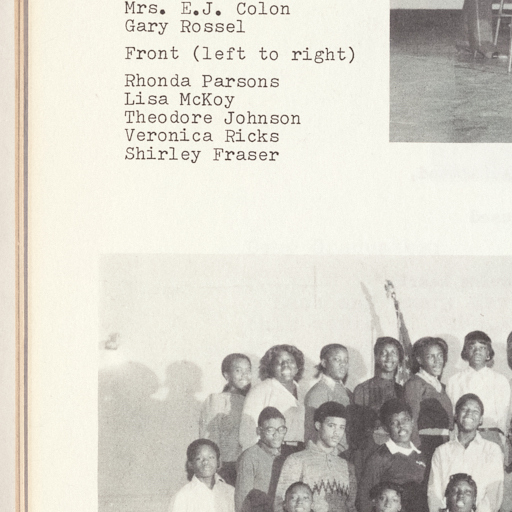 Mrs. E.J. Colon
Gary Rossel
Front (left to right)
Rhonda Parsons
Lisa McKoy
Theodore Johnson
Veronica Ricks
Shirley Fraser